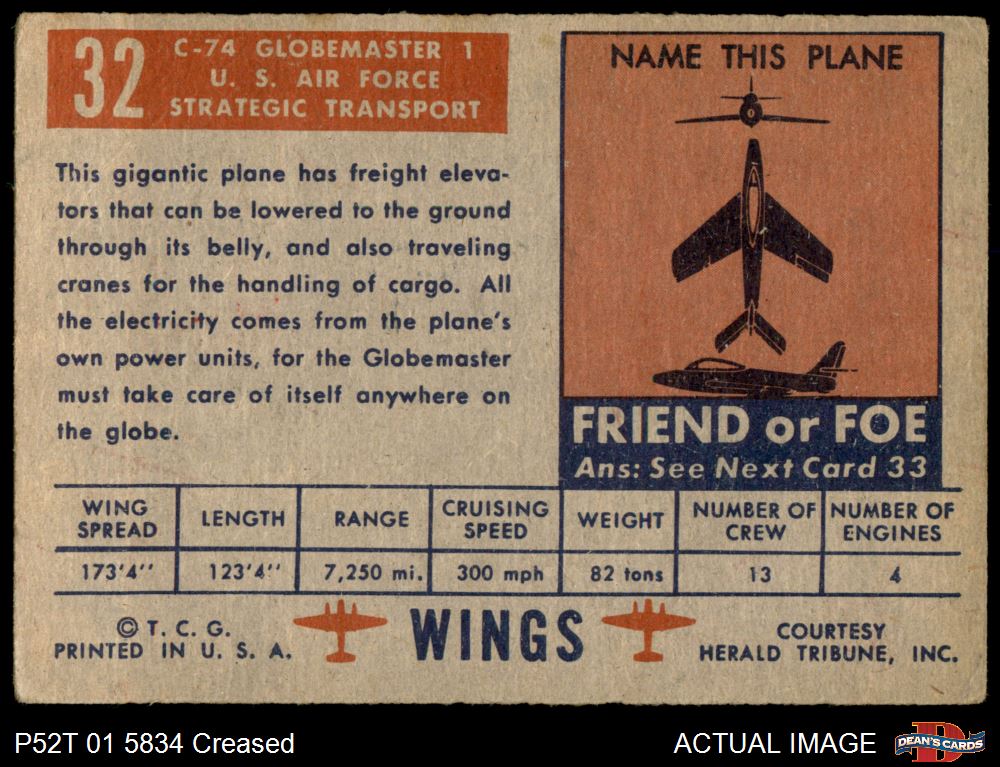 32
C-74 GLOBEMASTER 1
U. S. AIR FORCE
STRATEGIC TRANSPORT
This gigantic plane has freight eleva-
tors that can be lowered to the ground
through its belly, and also traveling
cranes for the handling of cargo. All
the electricity comes from the plane's
own power units, for the Globemaster
must take care of itself anywhere on
the globe.
NAME THIS PLANE
FRIEND or FOE
Ans: See Next Card 33
WING SPREAD LENGTH RANGE CRUISING SPEED WEIGHT NUMBER OF CREW NUMBER OF ENGINES
173'4'' 123'4'' 7,250 mi. 300 mph 82 tons 13 4
© T. C. G.
PRINTED IN U. S. A.
WINGS
COURTESY
HERALD TRIBUNE, INC.
P52T 01 5834 Creased
ACTUAL IMAGE
D
DEAN'S CARDS